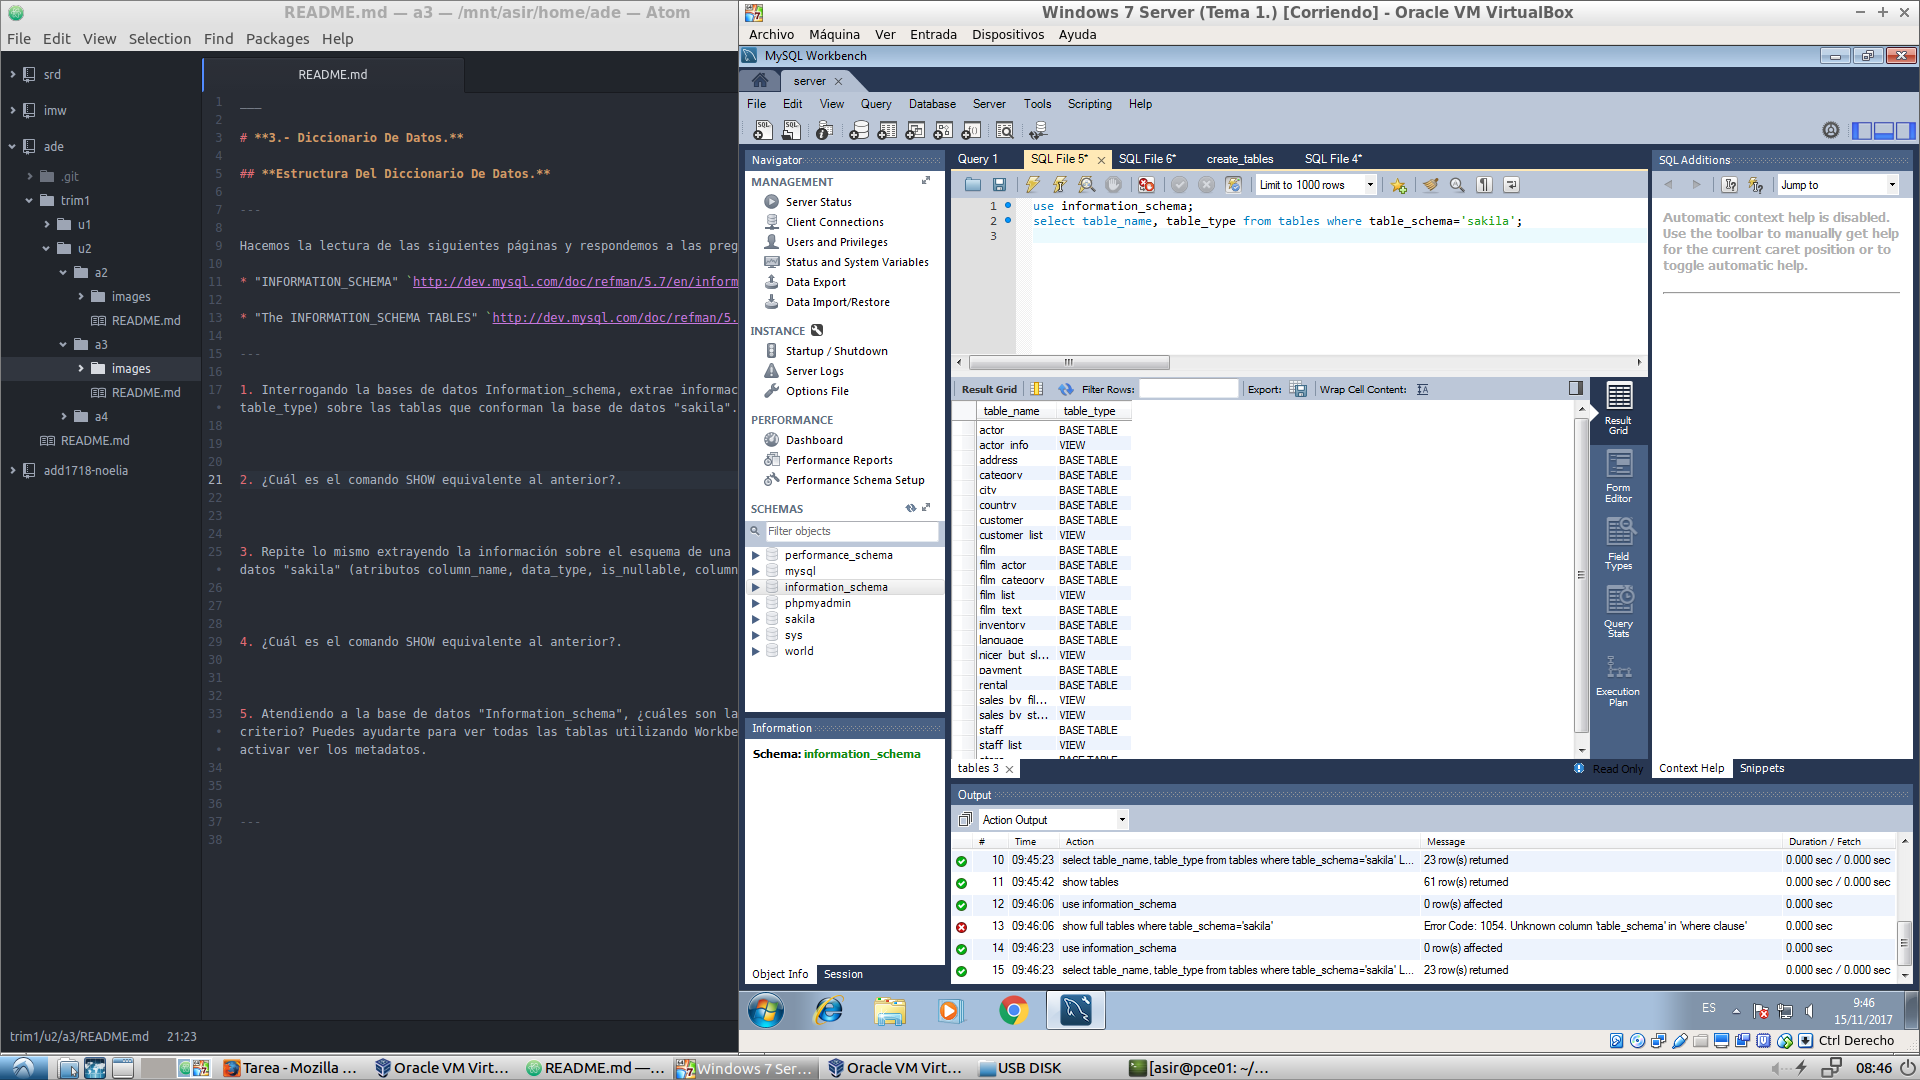 README.md — a3 — /mnt/asir/home/ade — Atom
File Edit View Selection Find Packages Help
srd
imw
ade
.git
trim1
u1
u2
a2
images
README.md
a3
images
README.md
a4
README.md
add1718-noelia
README.md
1 ___
2
3 # **3.- Diccionario De Datos.**
4
5 ## **Estructura Del Diccionario De Datos.**
6
7 ---
8
9 Hacemos la lectura de las siguientes páginas y respondemos a las preg
10
11 * "INFORMATION_SCHEMA" `http://dev.mysql.com/doc/refman/5.7/en/inform
12
13 * "The INFORMATION_SCHEMA TABLES" `http://dev.mysql.com/doc/refman/5.
14
15 ---
16
17 1. Interrogando la bases de datos Information_schema, extrae informac
• table_type) sobre las tablas que conforman la base de datos "sakila".
18
19
20
21 2. ¿Cuál es el comando SHOW equivalente al anterior?.
22
23
24
25 3. Repite lo mismo extrayendo la información sobre el esquema de una
• datos "sakila" (atributos column_name, data_type, is_nullable, column
26
27
28
29 4. ¿Cuál es el comando SHOW equivalente al anterior?.
30
31
32
33 5. Atendiendo a la base de datos "Information_schema", ¿cuáles son la
• criterio? Puedes ayudarte para ver todas las tablas utilizando Workbe
• activar ver los metadatos.
34
35
36
37 ---
38
trim1/u2/a3/README.md 21:23
Windows 7 Server (Tema 1.) [Corriendo] - Oracle VM VirtualBox
Archivo Máquina Ver Entrada Dispositivos Ayuda
MySQL Workbench
server
File Edit View Query Database Server Tools Scripting Help
Navigator
MANAGEMENT
Server Status
Client Connections
Users and Privileges
Status and System Variables
Data Export
Data Import/Restore
INSTANCE
Startup / Shutdown
Server Logs
Options File
PERFORMANCE
Dashboard
Performance Reports
Performance Schema Setup
SCHEMAS
Filter objects
performance_schema
mysql
information_schema
phpmyadmin
sakila
sys
world
Information
Schema: information_schema
Object Info Session
Query 1 SQL File 5* SQL File 6* create_tables SQL File 4*
Limit to 1000 rows
1 use information_schema;
2 select table_name, table_type from tables where table_schema='sakila';
3
Result Grid Filter Rows: Export: Wrap Cell Content:
table_name table_type
actor BASE TABLE
actor_info VIEW
address BASE TABLE
category BASE TABLE
city BASE TABLE
country BASE TABLE
customer BASE TABLE
customer_list VIEW
film BASE TABLE
film_actor BASE TABLE
film_category BASE TABLE
film_list VIEW
film_text BASE TABLE
inventory BASE TABLE
language BASE TABLE
nicer_but_sl... VIEW
payment BASE TABLE
rental BASE TABLE
sales_by_fil... VIEW
sales_by_st... VIEW
staff BASE TABLE
staff_list VIEW
store BASE TABLE
tables 3
Read Only
Result Grid
Form Editor
Field Types
Query Stats
Execution Plan
SQL Additions
Jump to
Automatic context help is disabled.
Use the toolbar to manually get help
for the current caret position or to
toggle automatic help.
Context Help Snippets
Output
Action Output
# Time Action Message Duration / Fetch
10 09:45:23 select table_name, table_type from tables where table_schema='sakila' L... 23 row(s) returned 0.000 sec / 0.000 sec
11 09:45:42 show tables 61 row(s) returned 0.000 sec / 0.000 sec
12 09:46:06 use information_schema 0 row(s) affected 0.000 sec
13 09:46:06 show full tables where table_schema='sakila' Error Code: 1054. Unknown column 'table_schema' in 'where clause' 0.000 sec
14 09:46:23 use information_schema 0 row(s) affected 0.000 sec
15 09:46:23 select table_name, table_type from tables where table_schema='sakila' L... 23 row(s) returned 0.000 sec / 0.000 sec
ES
9:46
15/11/2017
Ctrl Derecho
Tarea - Mozilla ... Oracle VM Virt... README.md —... Windows 7 Ser... Oracle VM Virt... USB DISK [asir@pce01: ~/... 08:46